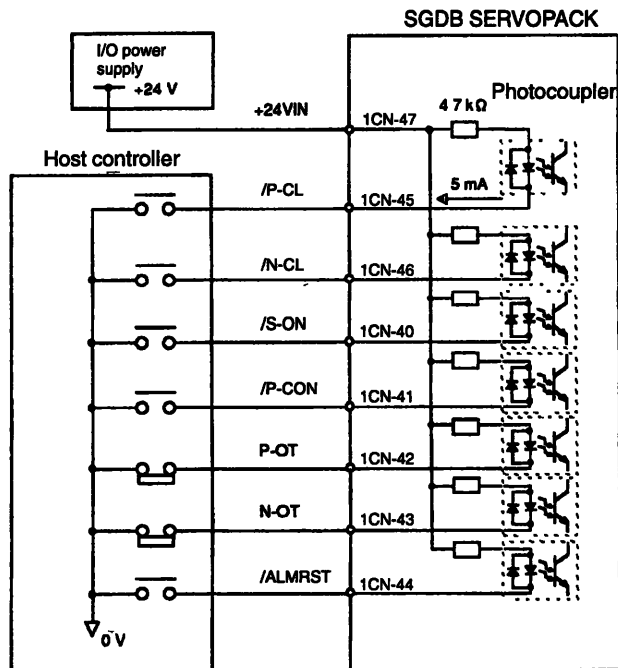 SGDB SERVOPACK
I/O power
supply
+24 V
+24VIN
1CN-47
4 7 kΩ
Photocoupler
Host controller
/P-CL
1CN-45
5 mA
/N-CL
1CN-46
/S-ON
1CN-40
/P-CON
1CN-41
P-OT
1CN-42
N-OT
1CN-43
/ALMRST
1CN-44
0 V